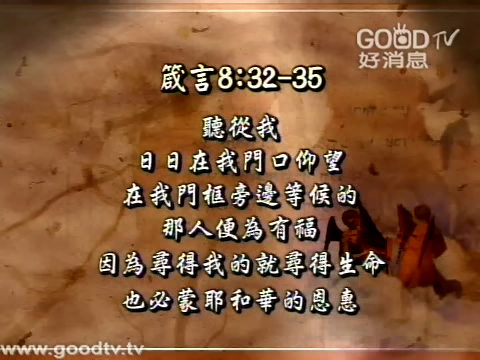 GOOD TV
好消息
箴言8:32-35
聽從我
日日在我門口仰望
在我門框旁邊等候的
那人便為有福
因為尋得我的就尋得生命
也必蒙耶和華的恩惠
www.goodtv.tv